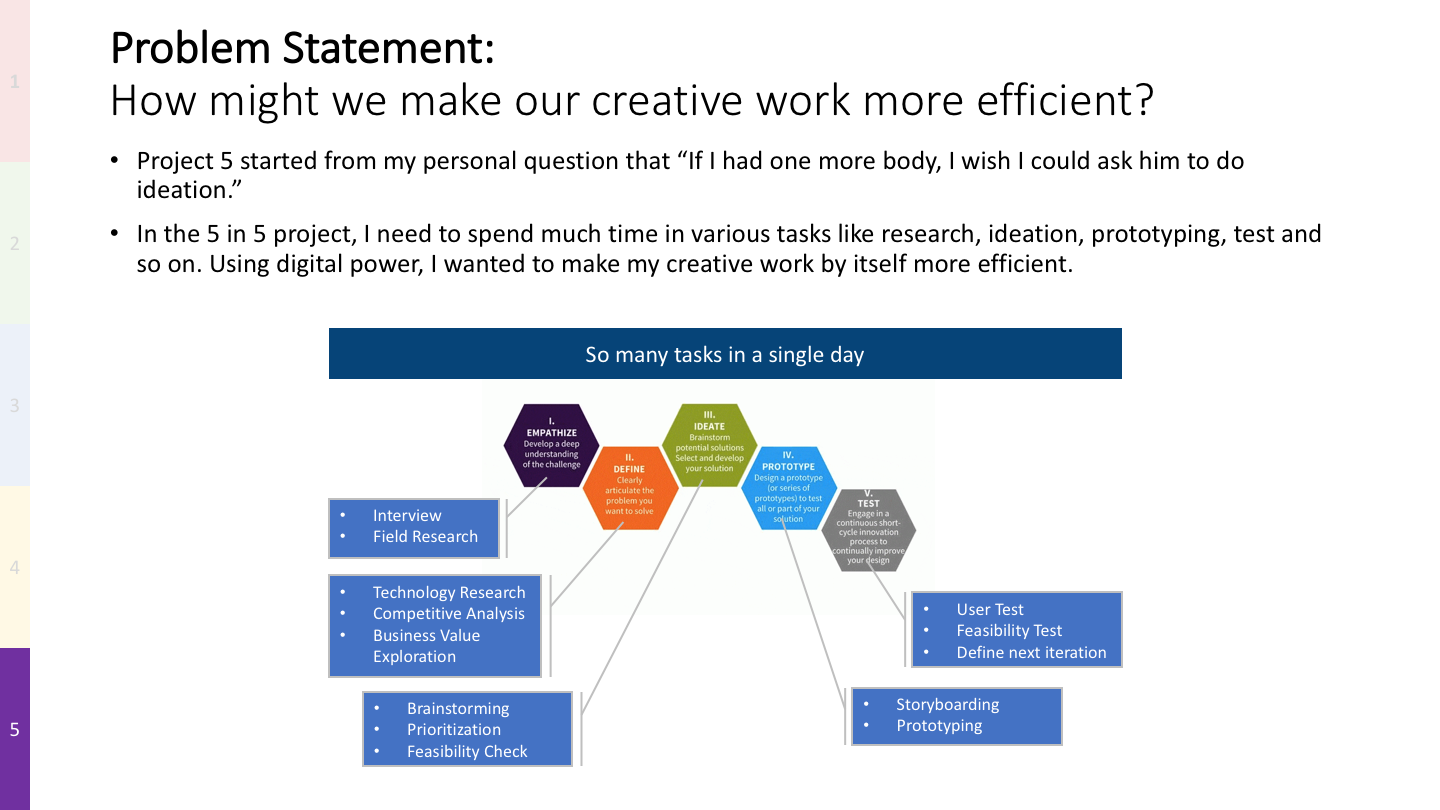 Problem Statement:
How might we make our creative work more efficient?
• Project 5 started from my personal question that “If I had one more body, I wish I could ask him to do
ideation.”
• In the 5 in 5 project, I need to spend much time in various tasks like research, ideation, prototyping, test and
so on. Using digital power, I wanted to make my creative work by itself more efficient.
So many tasks in a single day
I.
EMPATHIZE
Develop a deep
understanding
of the challenge
II.
DEFINE
Clearly
articulate the
problem you
want to solve
III.
IDEATE
Brainstorm
potential solutions
Select and develop
your solution
IV.
PROTOTYPE
Design a prototype
(or series of
prototypes) to test
all or part of your
solution
V.
TEST
Engage in a
continuous short-
cycle innovation
process to
continually improve
your design
• Interview
• Field Research
• Technology Research
• Competitive Analysis
• Business Value
Exploration
• Brainstorming
• Prioritization
• Feasibility Check
• User Test
• Feasibility Test
• Define next iteration
• Storyboarding
• Prototyping
1
2
3
4
5